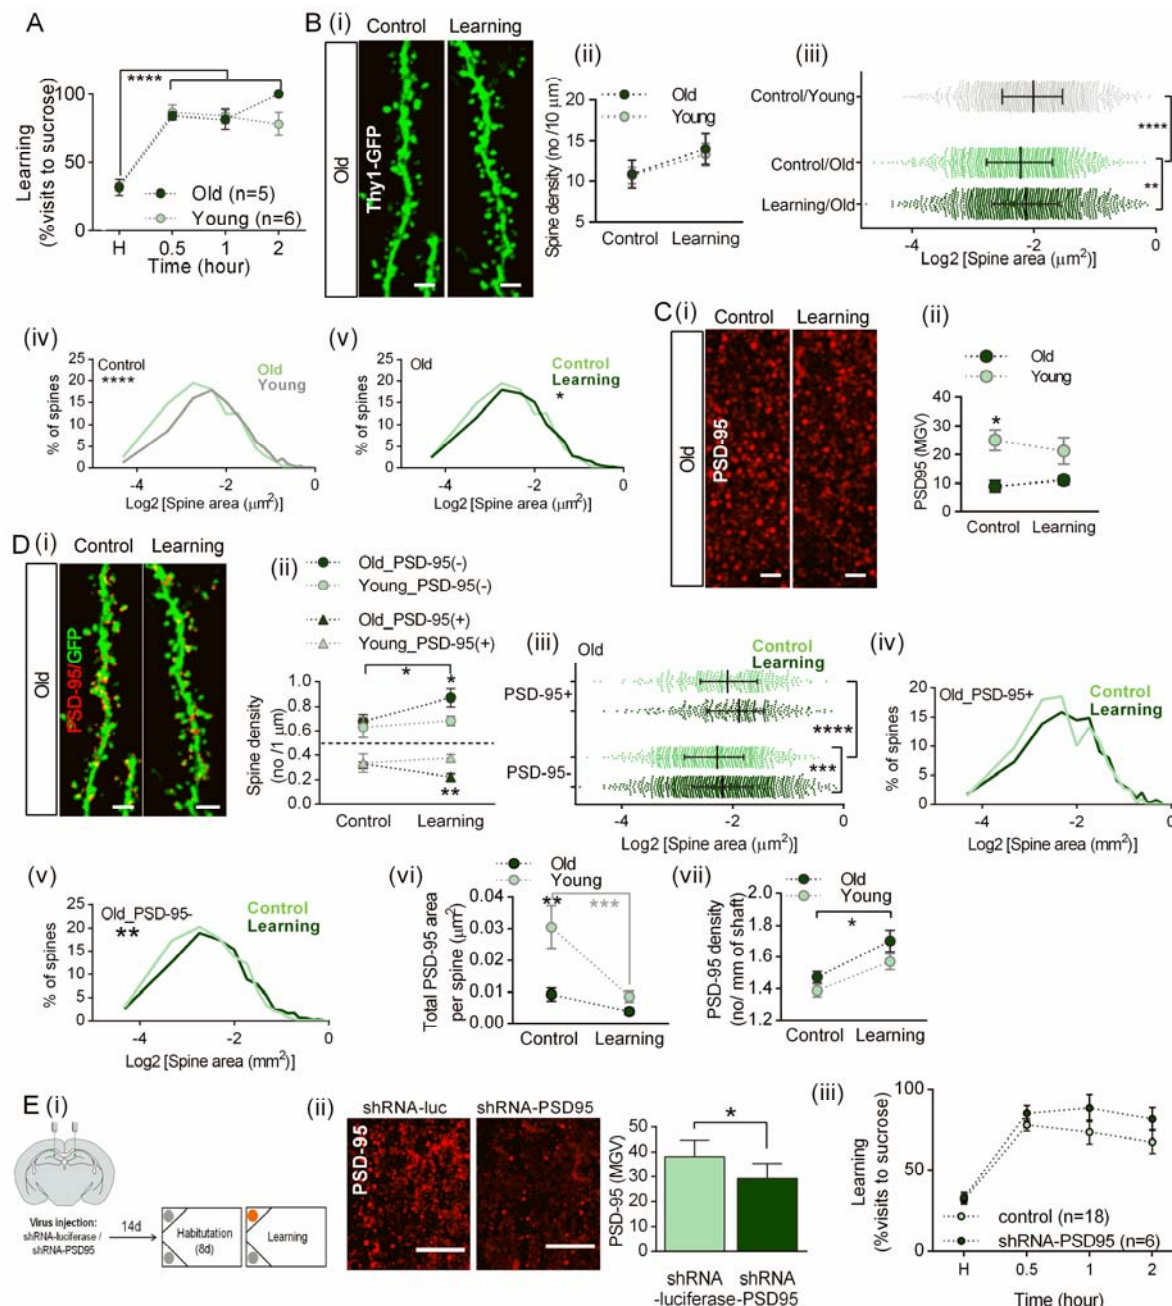 A
****
Learning
(%visits to sucrose)
100
50
0
Old (n=5)
Young (n=6)
H 0.5 1 2
Time (hour)
B (i)
Control Learning
Old
Thy1-GFP
(ii)
Spine density (no /10 μm)
20
15
10
5
0
Old
Young
Control Learning
(iii)
Control/Young
Control/Old
Learning/Old
****
**
-4 -2 0
Log2 [Spine area (μm²)]
(iv)
Control
****
Old
Young
% of spines
25
20
15
10
5
0
-4 -2 0
Log2 [Spine area (μm²)]
(v)
Old
Control
Learning
*
% of spines
25
20
15
10
5
0
-4 -2 0
Log2 [Spine area (μm²)]
C (i)
Control Learning
Old
PSD-95
(ii)
Old
Young
*
PSD95 (MGV)
40
30
20
10
0
Control Learning
D (i)
Control Learning
Old
PSD-95/GFP
(ii)
Old_PSD-95(-)
Young_PSD-95(-)
Old_PSD-95(+)
Young_PSD-95(+)
* *
**
Spine density
(no /1 μm)
1.0
0.8
0.6
0.4
0.2
0.0
Control Learning
(iii)
Old
Control
Learning
PSD-95+
PSD-95-
****
***
-4 -2 0
Log2 [Spine area (μm²)]
(iv)
Old_PSD-95+
Control
Learning
% of spines
25
20
15
10
5
0
-4 -2 0
Log2 [Spine area (mm²)]
(v)
Old_PSD-95-
**
Control
Learning
% of spines
25
20
15
10
5
0
-4 -2 0
Log2 [Spine area (mm²)]
(vi)
Old
Young
** ***
Total PSD-95 area
per spine (μm²)
0.04
0.03
0.02
0.01
0.00
Control Learning
(vii)
Old
Young
*
PSD-95 density
(no/ mm of shaft)
2.0
1.8
1.6
1.4
1.2
Control Learning
E (i)
Virus injection:
shRNA-luciferase /
shRNA-PSD95
14d
Habitutation
(8d)
Learning
(ii)
shRNA-luc shRNA-PSD95
PSD-95
*
PSD-95 (MGV)
50
40
30
20
10
0
shRNA shRNA
-luciferase-PSD95
(iii)
Learning
(%visits to sucrose)
100
50
0
control (n=18)
shRNA-PSD95 (n=6)
H 0.5 1 2
Time (hour)